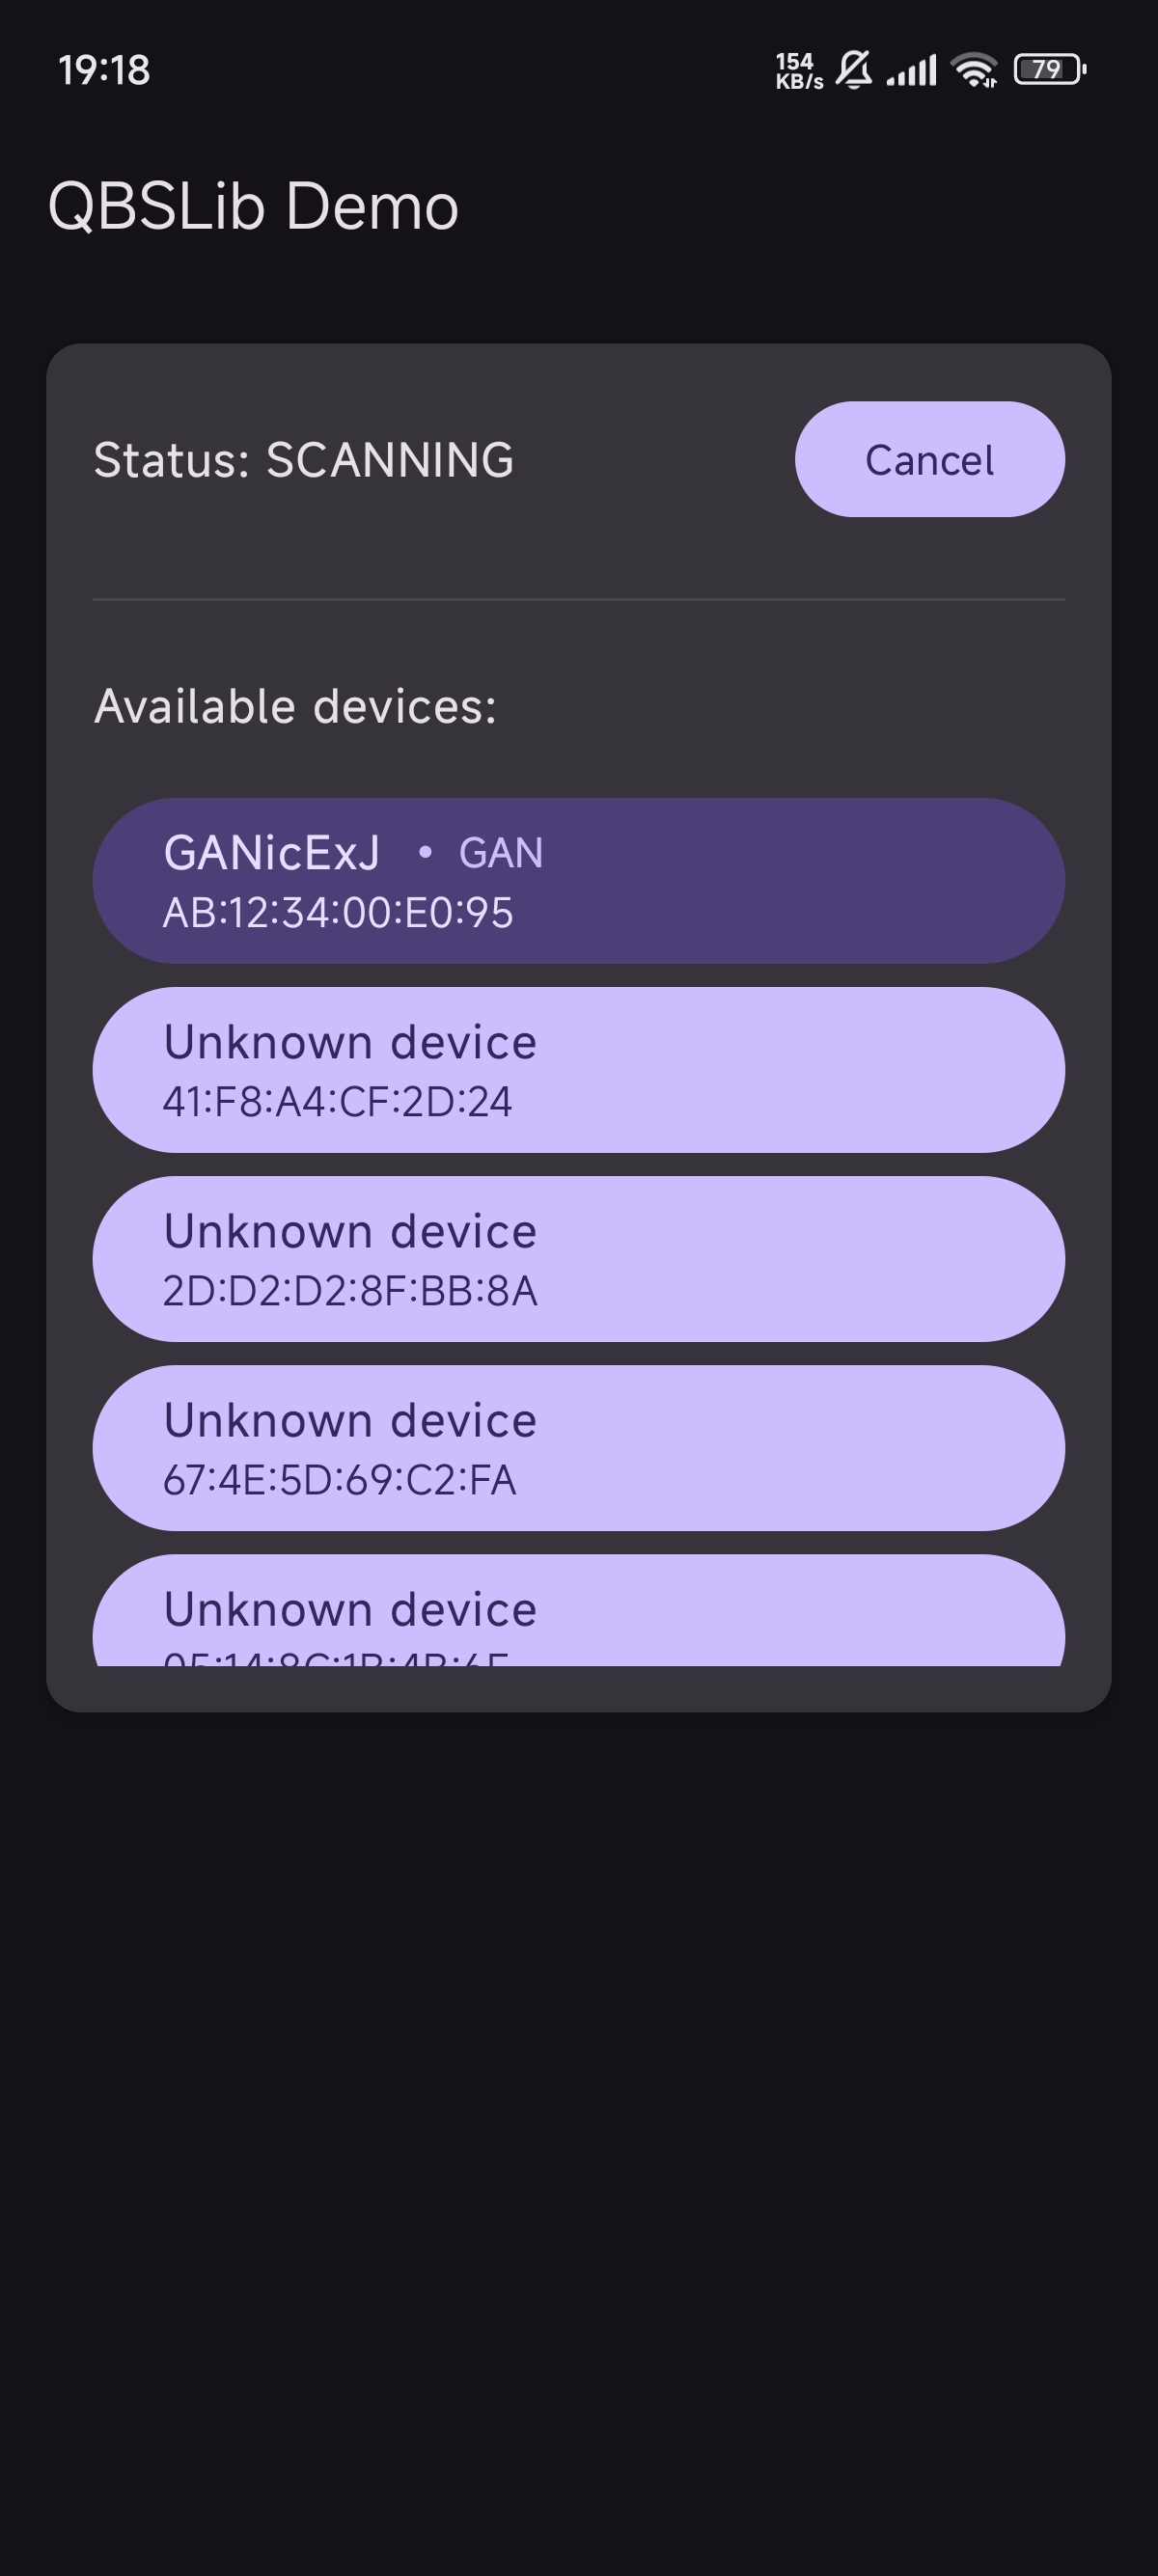 19:18
154
KB/s
79
QBSLib Demo
Status: SCANNING
Cancel
Available devices:
GANicExJ • GAN
AB:12:34:00:E0:95
Unknown device
41:F8:A4:CF:2D:24
Unknown device
2D:D2:D2:8F:BB:8A
Unknown device
67:4E:5D:69:C2:FA
Unknown device